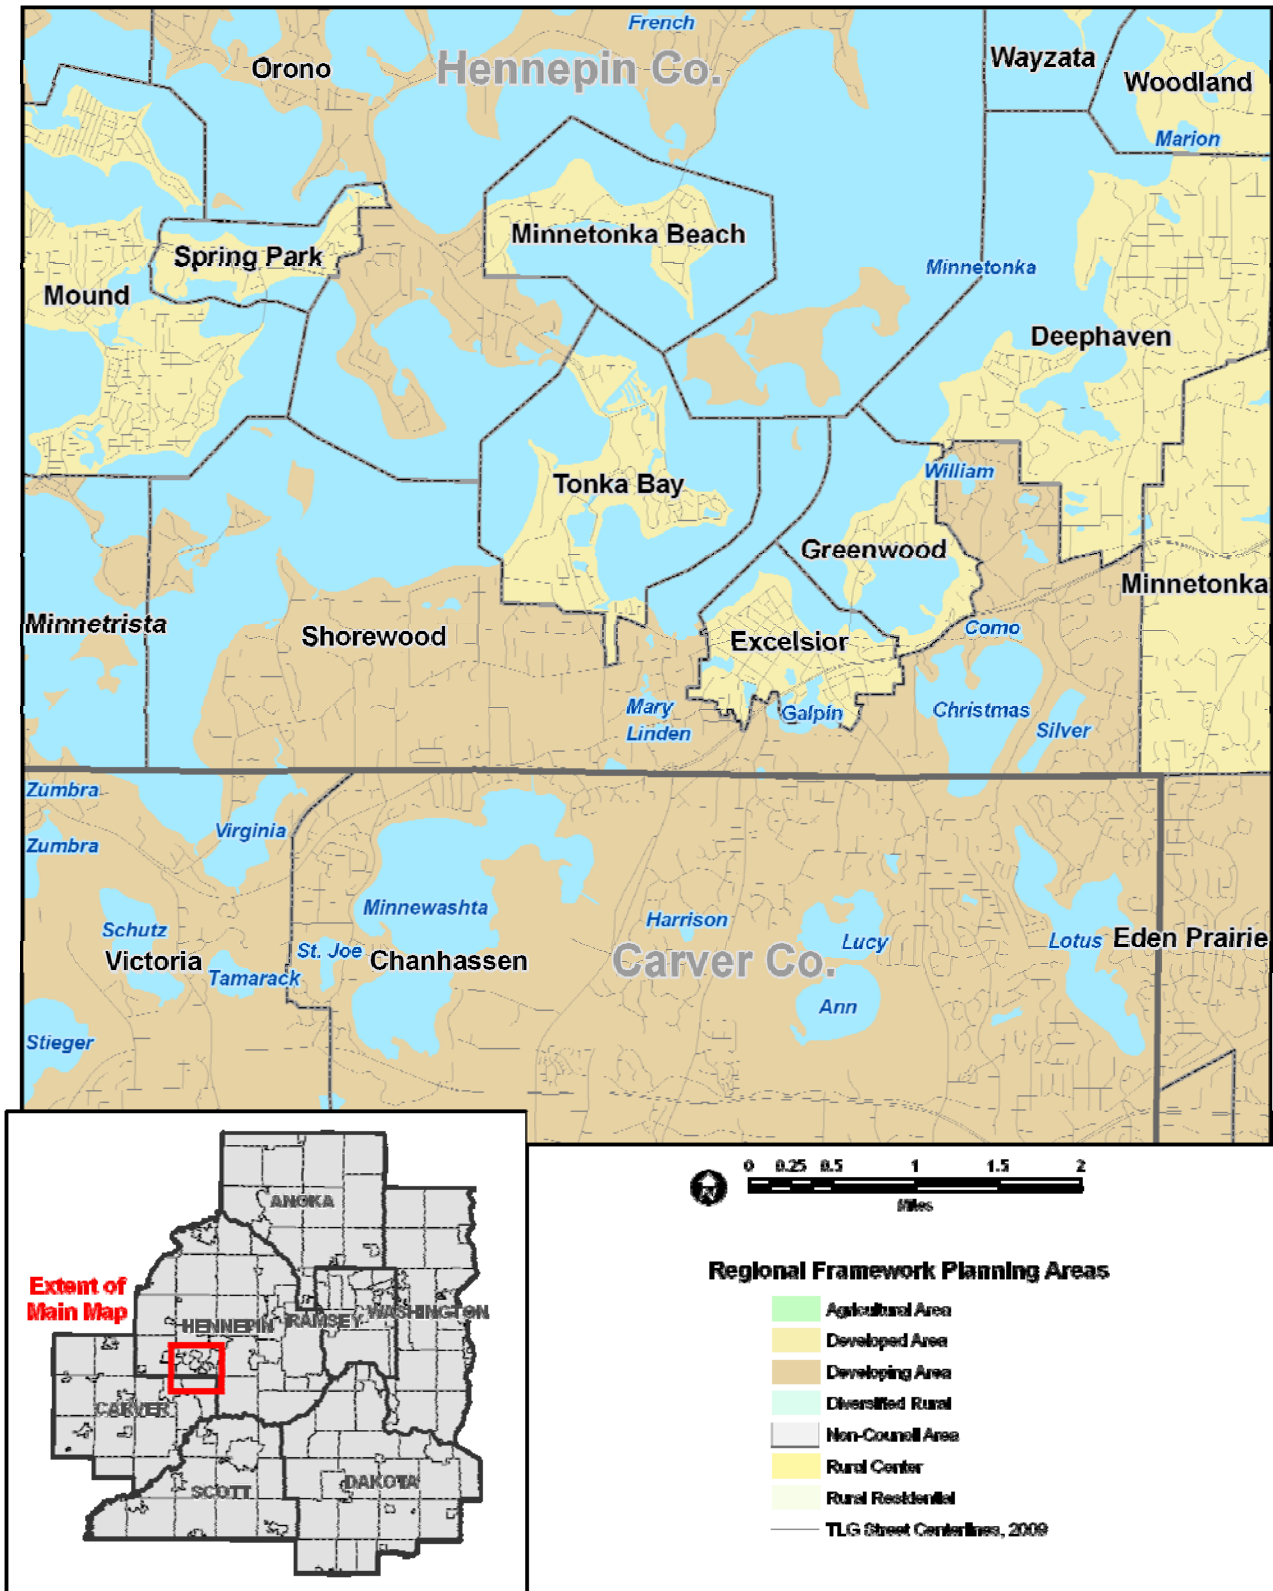 French
Orono
Hennepin Co.
Wayzata
Woodland
Marion
Minnetonka Beach
Spring Park
Minnetonka
Mound
Deephaven
William
Tonka Bay
Greenwood
Minnetonka
Minnetrista
Shorewood
Excelsior
Como
Mary
Linden
Galpin
Christmas
Silver
Zumbra
Virginia
Zumbra
Minnewashta
Schutz
Harrison
Lucy
Lotus
Eden Prairie
Victoria
St. Joe
Chanhassen
Carver Co.
Tamarack
Ann
Stieger
Extent of
Main Map
ANOKA
HENNEPIN
RAMSEY
WASHINGTON
CARVER
SCOTT
DAKOTA
0 0.25 0.5 1 1.5 2
Miles
Regional Framework Planning Areas
Agricultural Area
Developed Area
Developing Area
Diversified Rural
Non-Council Area
Rural Center
Rural Residential
TLG Street Centerlines, 2009